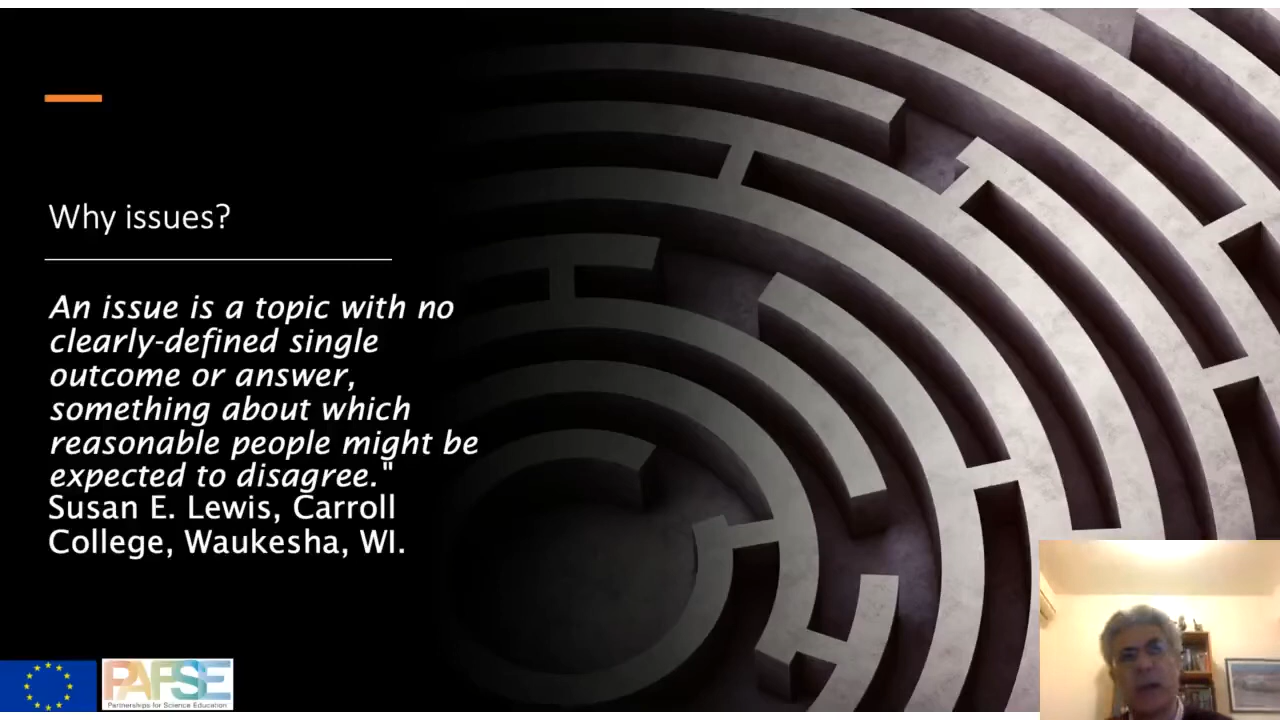 Why issues?
An issue is a topic with no
clearly-defined single
outcome or answer,
something about which
reasonable people might be
expected to disagree."
Susan E. Lewis, Carroll
College, Waukesha, WI.
PAFSE
Partnerships for Science Education